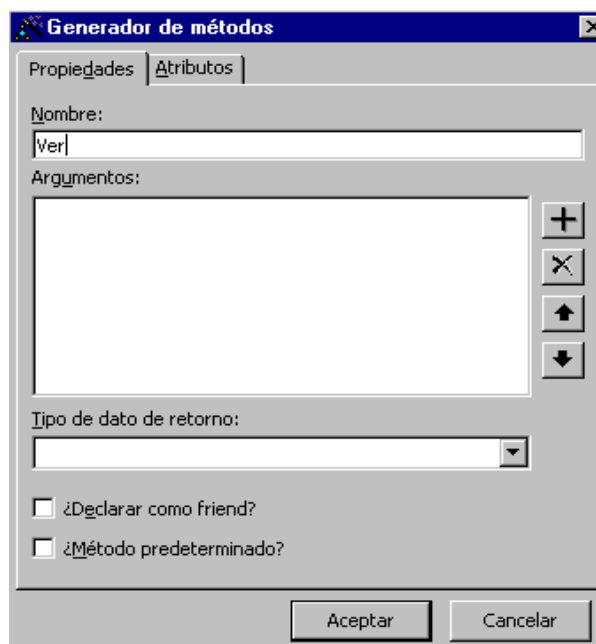 Generador de métodos
Propiedades Atributos
Nombre:
Ver
Argumentos:
Tipo de dato de retorno:
¿Declarar como friend?
¿Método predeterminado?
Aceptar Cancelar